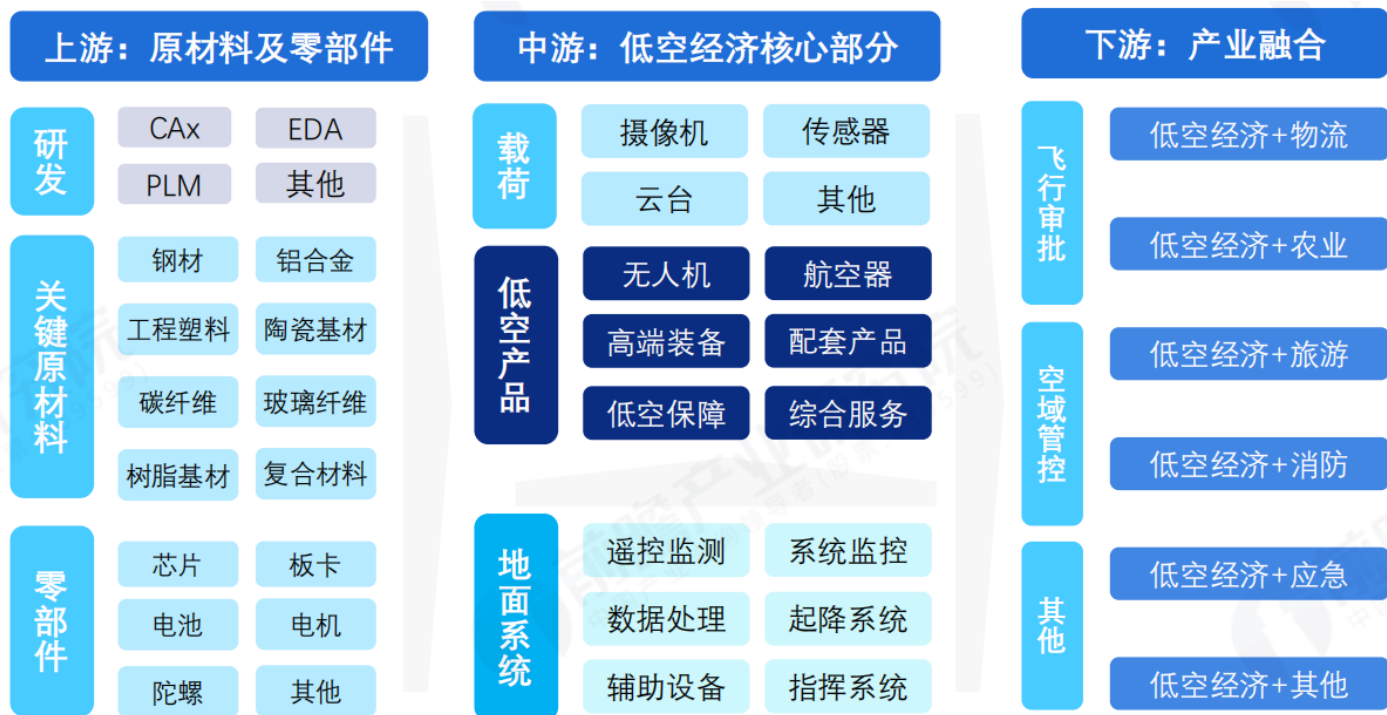 上游：原材料及零部件
研发
CAx
EDA
PLM
其他
关键原材料
钢材
铝合金
工程塑料
陶瓷基材
碳纤维
玻璃纤维
树脂基材
复合材料
零部件
芯片
板卡
电池
电机
陀螺
其他
中游：低空经济核心部分
载荷
摄像机
传感器
云台
其他
低空产品
无人机
航空器
高端装备
配套产品
低空保障
综合服务
地面系统
遥控监测
系统监控
数据处理
起降系统
辅助设备
指挥系统
下游：产业融合
飞行审批
空域管控
其他
低空经济+物流
低空经济+农业
低空经济+旅游
低空经济+消防
低空经济+应急
低空经济+其他